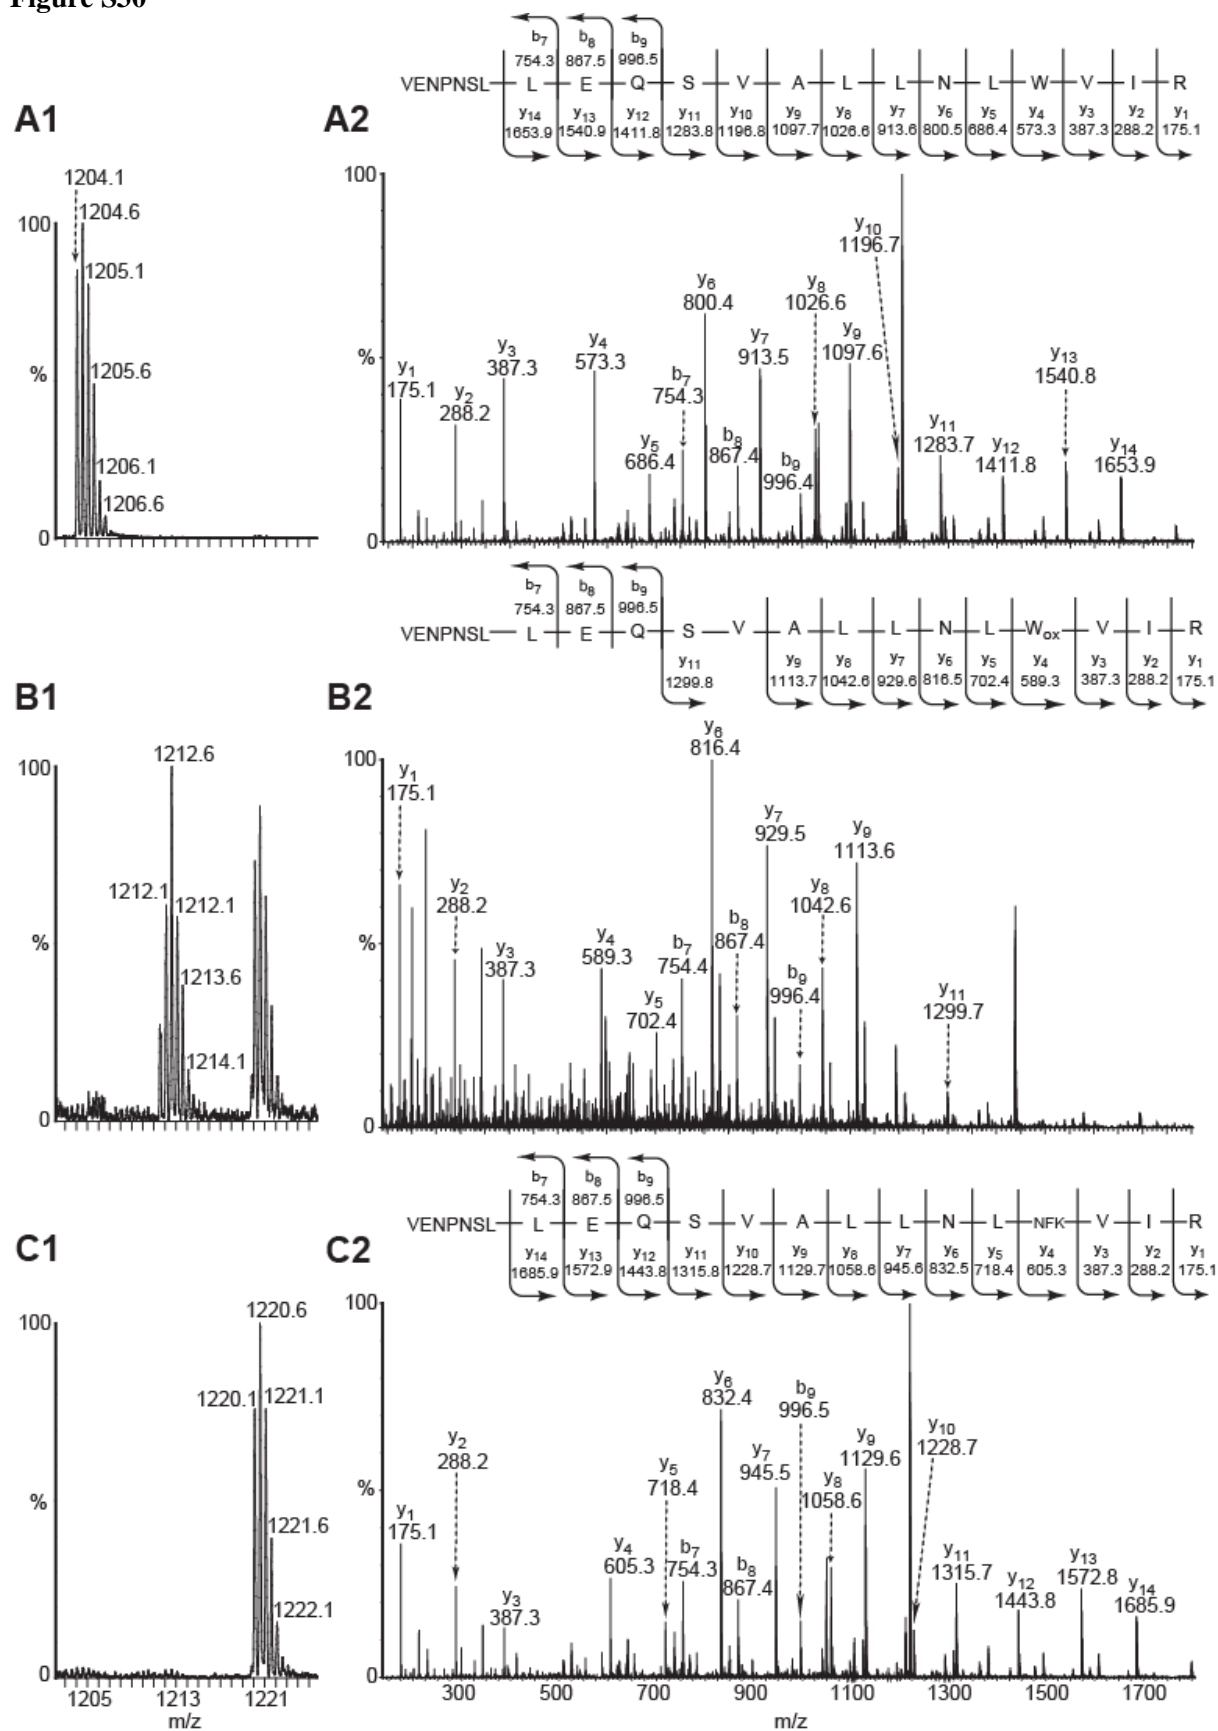 Figure S30
b7 b8 b9
754.3 867.5 996.5
VENPNSL L E Q S V A L L N L W V I R
y14 y13 y12 y11 y10 y9 y8 y7 y6 y5 y4 y3 y2 y1
1653.9 1540.9 1411.8 1283.8 1196.8 1097.7 1026.6 913.6 800.5 686.4 573.3 387.3 288.2 175.1
A1
1204.1
1204.6
100
1205.1
1205.6
%
1206.1
1206.6
0
A2
100
y10
1196.7
y6
800.4
y8
1026.6
y9
1097.6
y7
913.5
y4
573.3
y3
387.3
%
y13
1540.8
y1
175.1
b7
754.3
y2
288.2
y11
1283.7
b8
867.4
y5
686.4
y12
1411.8
y14
1653.9
b9
996.4
0
b7 b8 b9
754.3 867.5 996.5
VENPNSL L E Q S V A L L N L Wox V I R
y11 y9 y8 y7 y6 y5 y4 y3 y2 y1
1299.8 1113.7 1042.6 929.6 816.5 702.4 589.3 387.3 288.2 175.1
B1
1212.6
100
1212.1
1212.1
%
1213.6
1214.1
0
B2
y6
816.4
100
y1
175.1
y7
929.5
y9
1113.6
y2
288.2
y8
1042.6
b8
867.4
%
y4
589.3
y3
387.3
b7
754.4
b9
996.4
y5
702.4
y11
1299.7
0
b7 b8 b9
754.3 867.5 996.5
VENPNSL L E Q S V A L L N L NFK V I R
y14 y13 y12 y11 y10 y9 y8 y7 y6 y5 y4 y3 y2 y1
1685.9 1572.9 1443.8 1315.8 1228.7 1129.7 1058.6 945.6 832.5 718.4 605.3 387.3 288.2 175.1
C1
1220.6
100
1220.1
1221.1
%
1221.6
1222.1
0
1205 1213 1221
m/z
C2
100
y6
832.4
b9
996.5
y10
1228.7
y2
288.2
y9
1129.6
y7
945.5
y5
718.4
y8
1058.6
%
y1
175.1
y4
605.3
b7
754.3
b8
867.4
y11
1315.7
y13
1572.8
y12
1443.8
y14
1685.9
y3
387.3
0
300 500 700 900 1100 1300 1500 1700
m/z